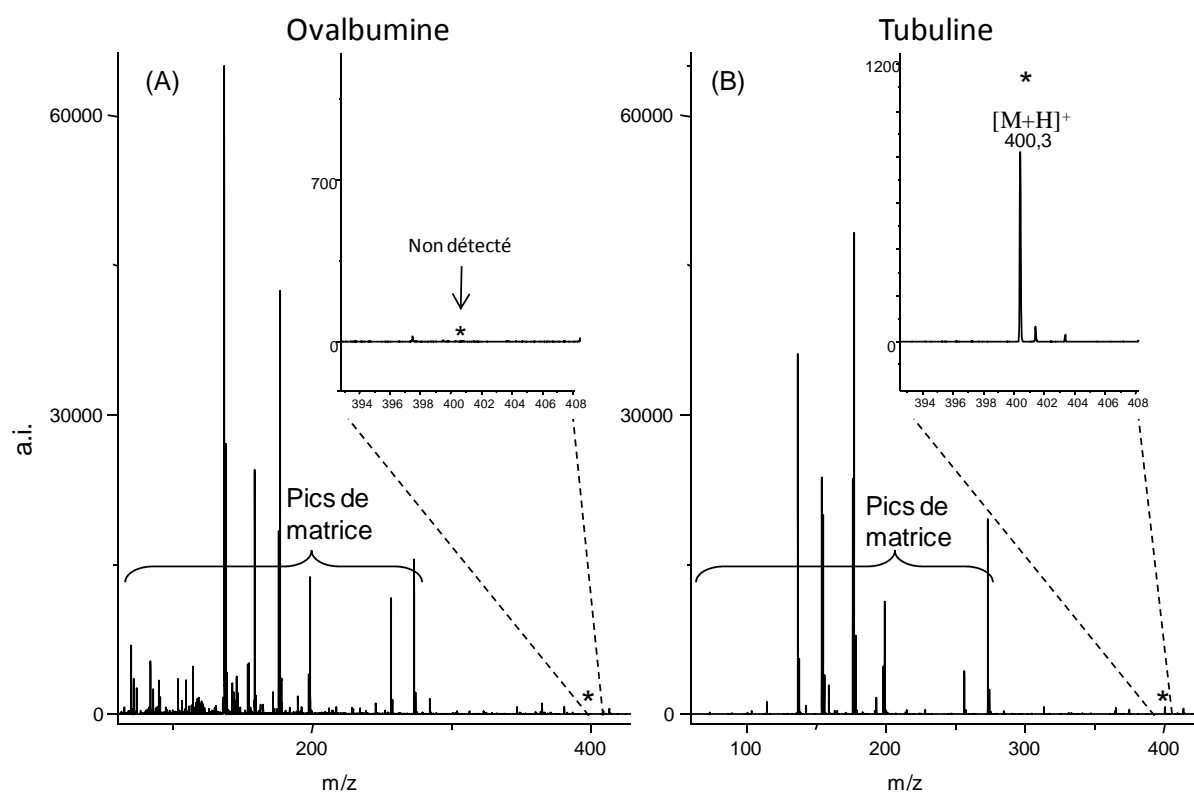 Ovalbumine
Tubuline
(A)
60000
30000
0
a.i.
700
0
Non détecté
*
394 396 398 400 402 404 406 408
Pics de
matrice
*
200
400
m/z
(B)
60000
30000
0
1200
0
*
[M+H]+
400,3
394 396 398 400 402 404 406 408
Pics de
matrice
*
100
200
300
400
m/z